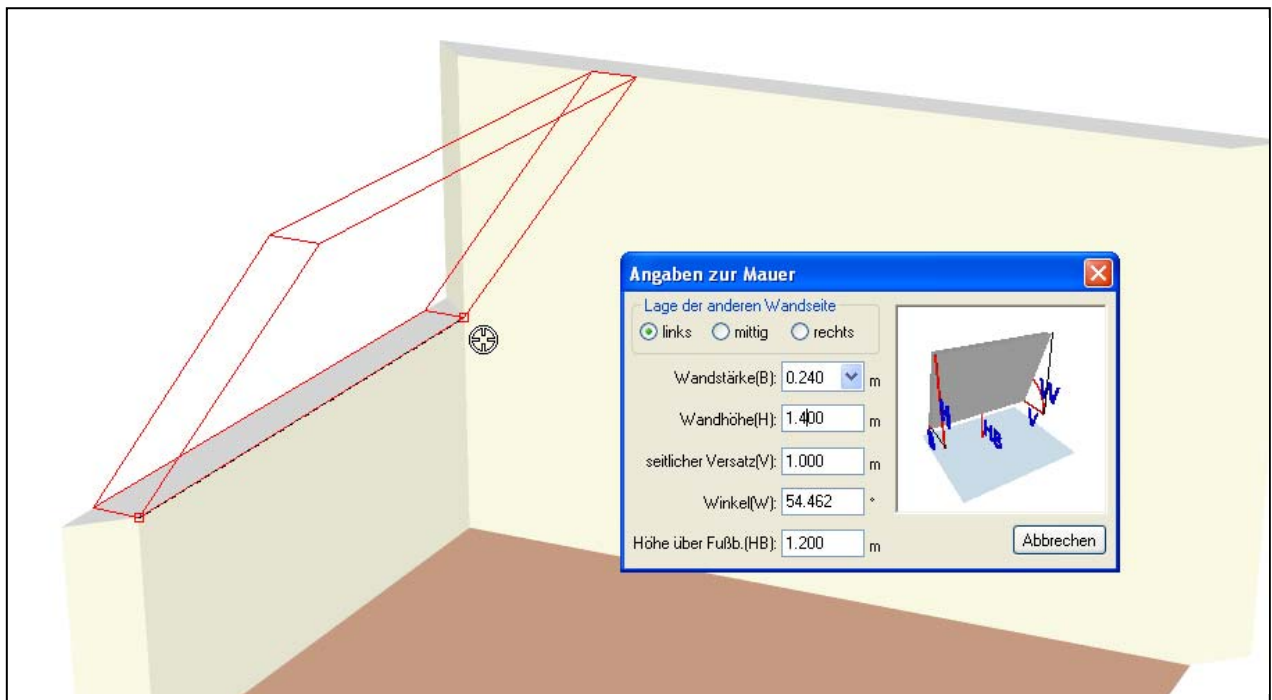 Angaben zur Mauer
Lage der anderen Wandseite
links mittig rechts
Wandstärke(B): 0.240 m
Wandhöhe(H): 1.400 m
seitlicher Versatz(V): 1.000 m
Winkel(W): 54.462 °
Höhe über Fußb.(HB): 1.200 m
H
HB
V
W
Abbrechen